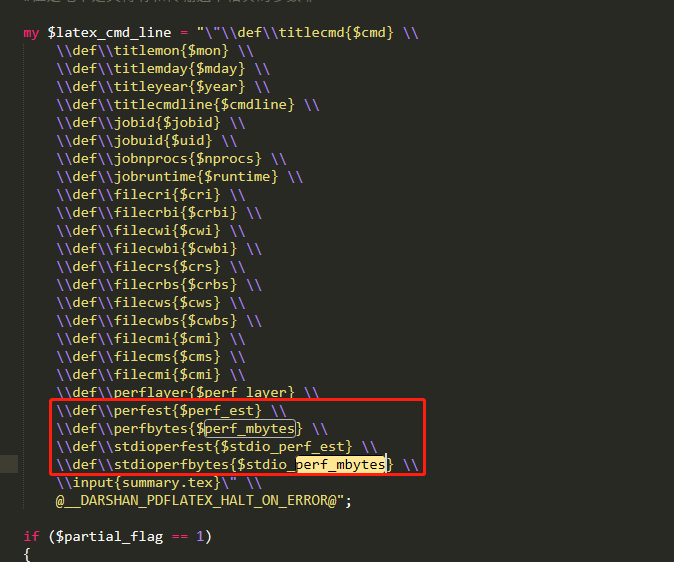 my $latex_cmd_line = "\"\\def\\titlecmd{$cmd} \\
\\def\\titlemon{$mon} \\
\\def\\titlemday{$mday} \\
\\def\\titleyear{$year} \\
\\def\\titlecmdline{$cmdline} \\
\\def\\jobid{$jobid} \\
\\def\\jobuid{$uid} \\
\\def\\jobnprocs{$nprocs} \\
\\def\\jobruntime{$runtime} \\
\\def\\filecri{$cri} \\
\\def\\filecrbi{$crbi} \\
\\def\\filecwi{$cwi} \\
\\def\\filecwbi{$cwbi} \\
\\def\\filecrs{$crs} \\
\\def\\filecrbs{$crbs} \\
\\def\\filecws{$cws} \\
\\def\\filecwbs{$cwbs} \\
\\def\\filecmi{$cmi} \\
\\def\\filecms{$cms} \\
\\def\\filecmi{$cmi} \\
\\def\\perflayer{$perf_layer} \\
\\def\\perfest{$perf_est} \\
\\def\\perfbytes{$perf_mbytes} \\
\\def\\stdioperfest{$stdio_perf_est} \\
\\def\\stdioperfbytes{$stdio_perf_mbytes} \\
\\input{summary.tex}\" \\
@__DARSHAN_PDFLATEX_HALT_ON_ERROR@";
if ($partial_flag == 1)
{